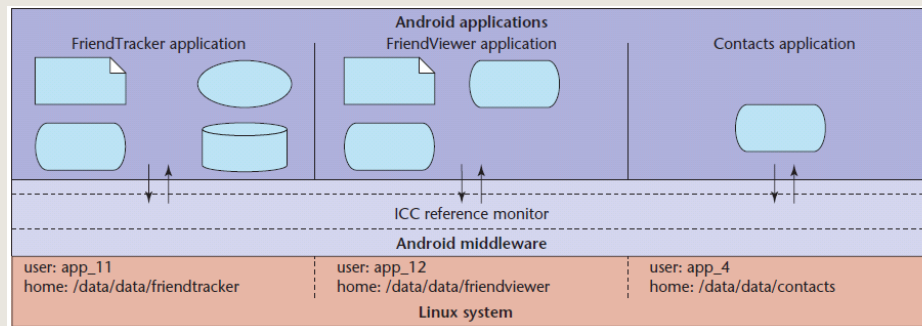 Android applications
FriendTracker application
FriendViewer application
Contacts application
ICC reference monitor
Android middleware
user: app_11
home: /data/data/friendtracker
user: app_12
home: /data/data/friendviewer
user: app_4
home: /data/data/contacts
Linux system